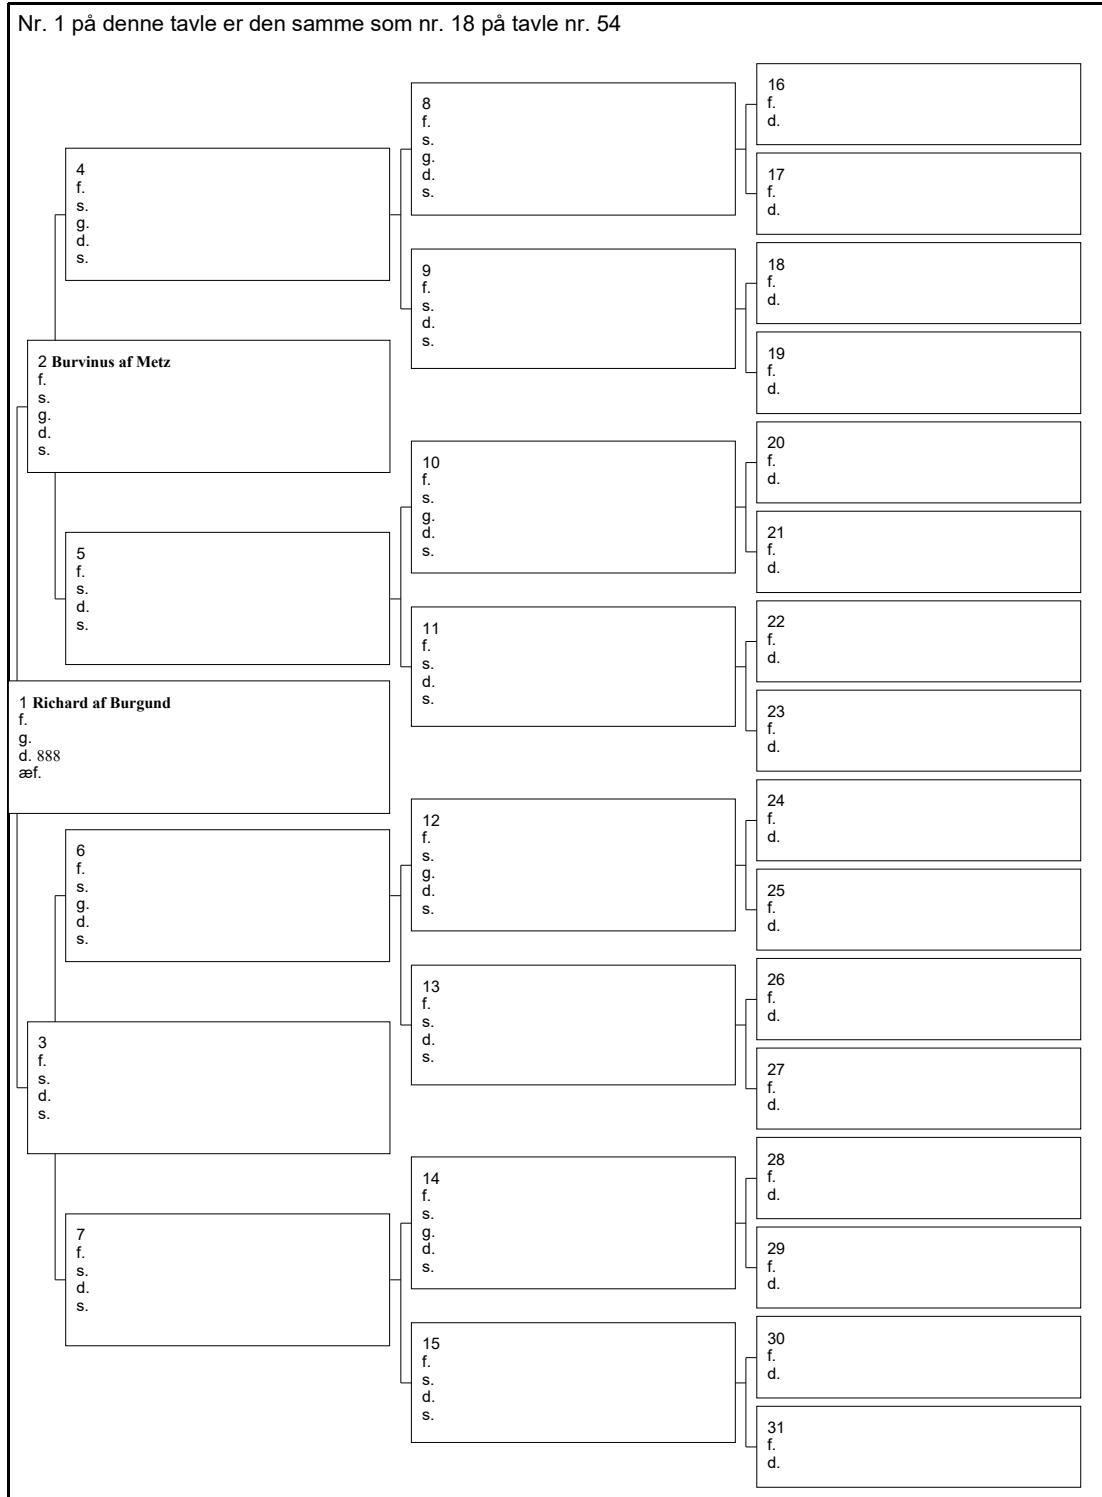 Nr. 1 på denne tavle er den samme som nr. 18 på tavle nr. 54
1 Richard af Burgund
f.
g.
d. 888
æf.
2 Burvinus af Metz
f.
s.
g.
d.
s.
3
f.
s.
d.
s.
4
f.
s.
g.
d.
s.
5
f.
s.
d.
s.
6
f.
s.
g.
d.
s.
7
f.
s.
d.
s.
8
f.
s.
g.
d.
s.
9
f.
s.
d.
s.
10
f.
s.
g.
d.
s.
11
f.
s.
d.
s.
12
f.
s.
g.
d.
s.
13
f.
s.
d.
s.
14
f.
s.
g.
d.
s.
15
f.
s.
d.
s.
16
f.
d.
17
f.
d.
18
f.
d.
19
f.
d.
20
f.
d.
21
f.
d.
22
f.
d.
23
f.
d.
24
f.
d.
25
f.
d.
26
f.
d.
27
f.
d.
28
f.
d.
29
f.
d.
30
f.
d.
31
f.
d.